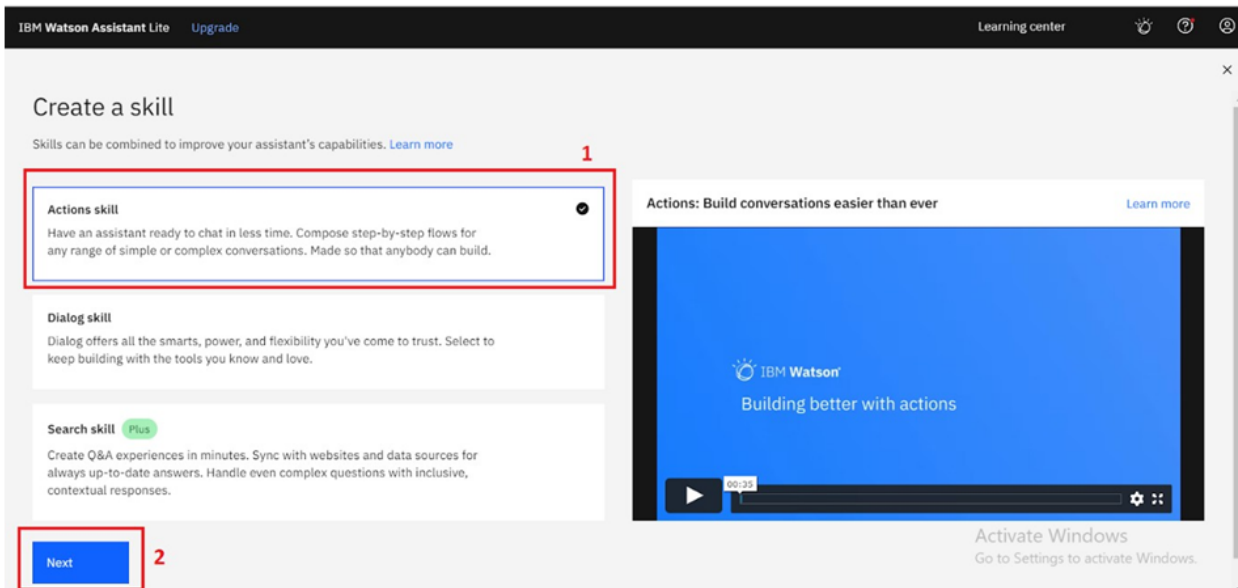 IBM Watson Assistant Lite Upgrade Learning center
Create a skill
Skills can be combined to improve your assistant's capabilities. Learn more
1
Actions skill
Have an assistant ready to chat in less time. Compose step-by-step flows for
any range of simple or complex conversations. Made so that anybody can build.
Dialog skill
Dialog offers all the smarts, power, and flexibility you've come to trust. Select to
keep building with the tools you know and love.
Search skill Plus
Create Q&A experiences in minutes. Sync with websites and data sources for
always up-to-date answers. Handle even complex questions with inclusive,
contextual responses.
Next
2
Actions: Build conversations easier than ever Learn more
IBM Watson
Building better with actions
00:35
Activate Windows
Go to Settings to activate Windows.